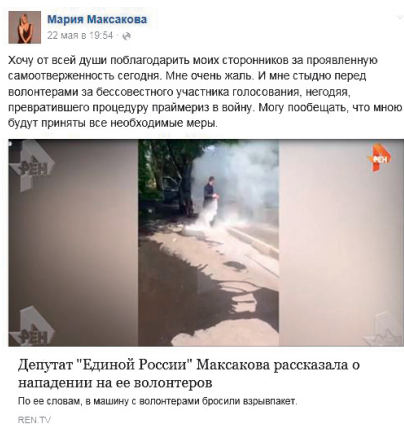 Мария Максакова
22 мая в 19:54 ·
Хочу от всей души поблагодарить моих сторонников за проявленную
самоотверженность сегодня. Мне очень жаль. И мне стыдно перед
волонтерами за бессовестного участника голосования, негодяя,
превратившего процедуру праймериз в войну. Могу пообещать, что мною
будут приняты все необходимые меры.
РЕН
РЕН
РЕН
РЕН
Депутат "Единой России" Максакова рассказала о
нападении на ее волонтеров
По ее словам, в машину с волонтерами бросили взрывпакет.
REN.TV